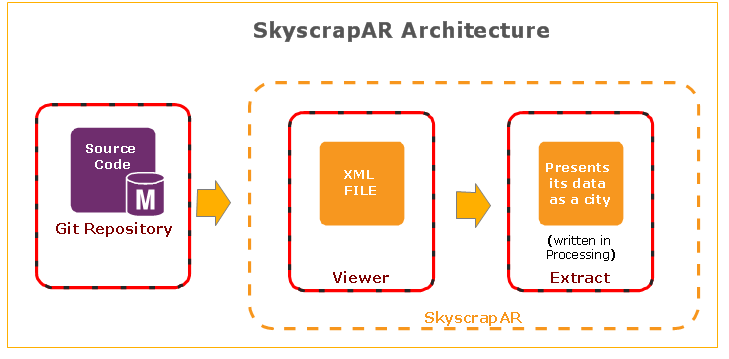 SkyscrapAR Architecture
Source
Code
M
Git Repository
XML
FILE
Viewer
Presents
its data
as a city
(written in
Processing)
Extract
SkyscrapAR